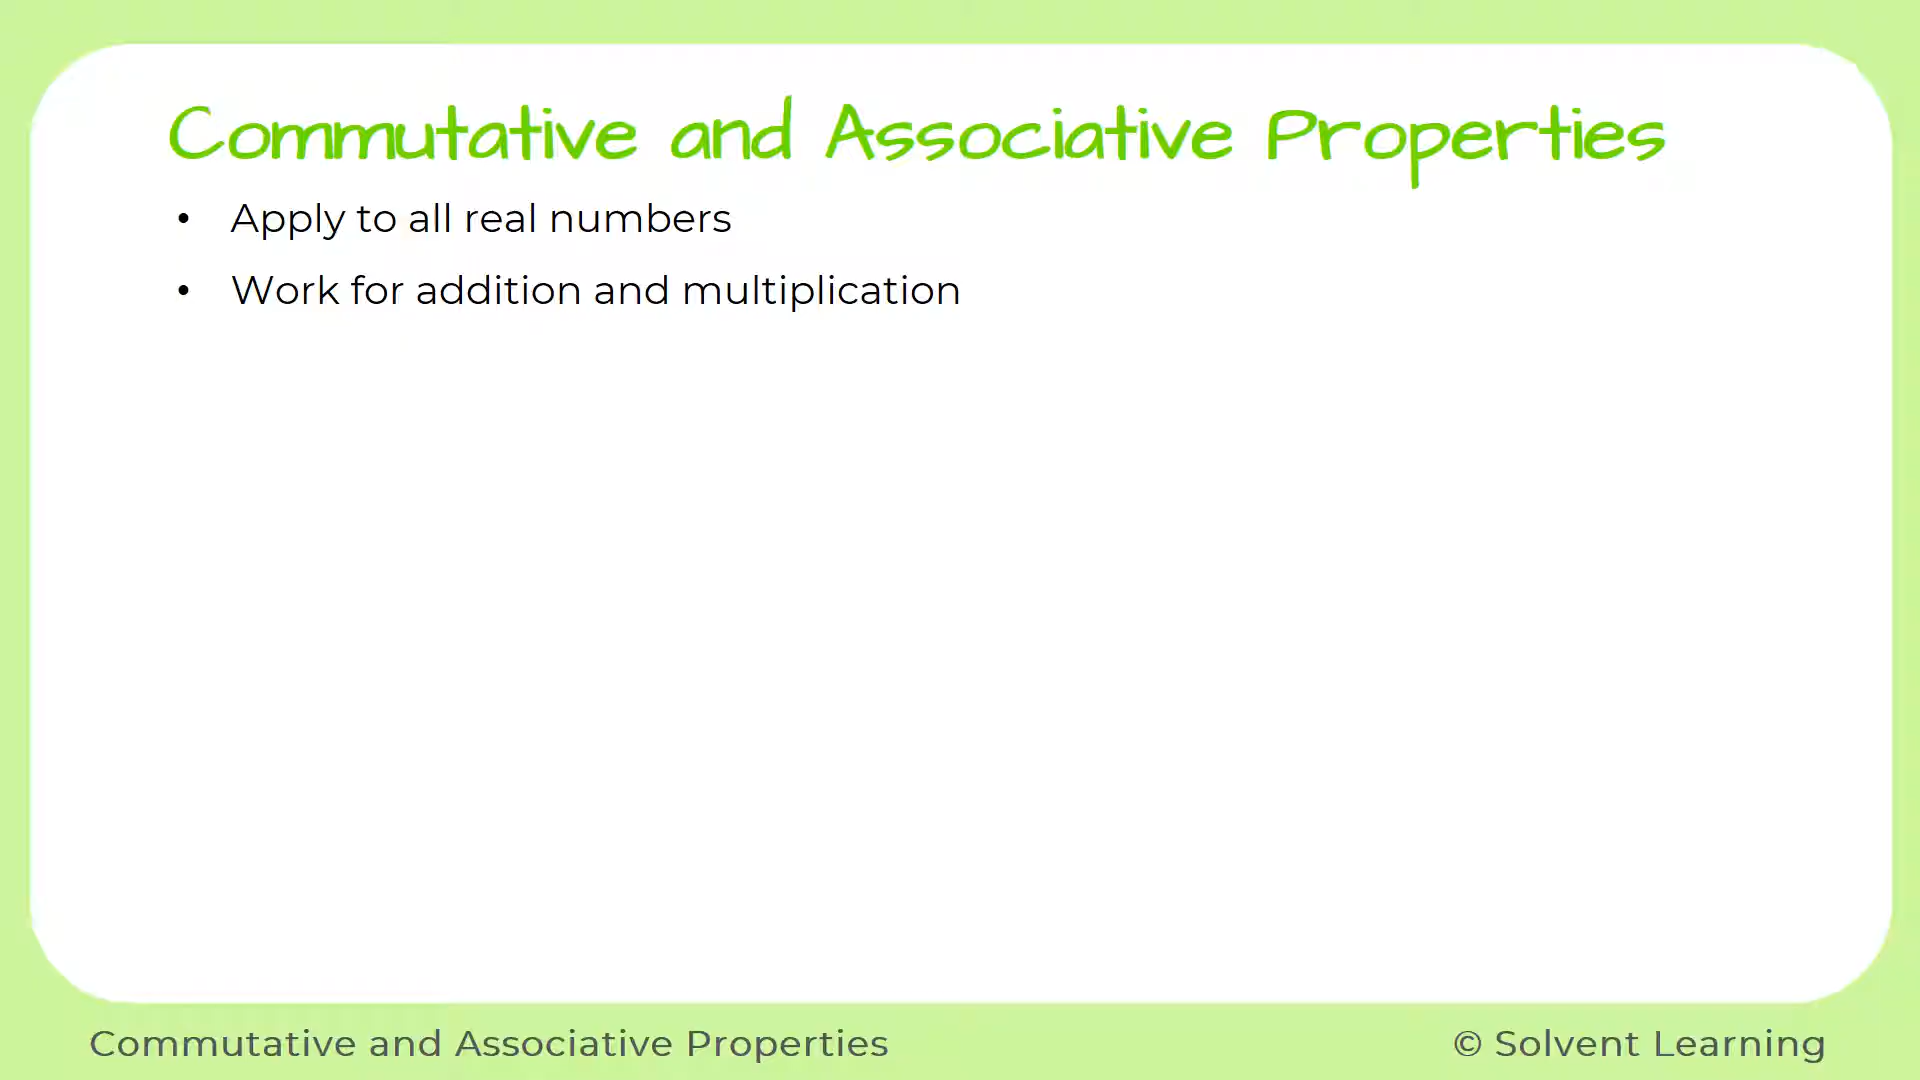 Commutative and Associative Properties
• Apply to all real numbers
• Work for addition and multiplication
Commutative and Associative Properties
© Solvent Learning